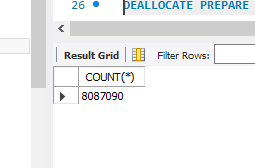 26
DEALLOCATE PREPARE
Result Grid Filter Rows:
COUNT(*)
8087090